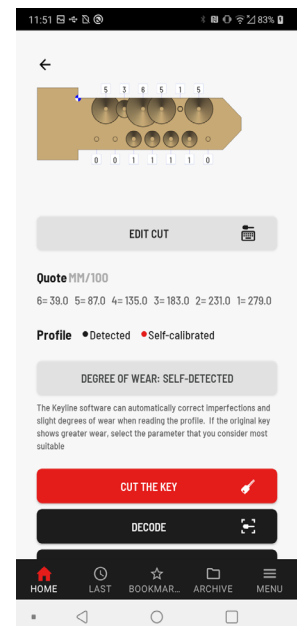 11:51 83%
5 3 6 5 1 5
0 0 1 1 1 1 0
EDIT CUT
Quote MM/100
6= 39.0 5= 87.0 4= 135.0 3= 183.0 2= 231.0 1= 279.0
Profile Detected Self-calibrated
DEGREE OF WEAR: SELF-DETECTED
The Keyline software can automatically correct imperfections and
slight degrees of wear when reading the profile. If the original key
shows greater wear, select the parameter that you consider most
suitable
CUT THE KEY
DECODE
HOME LAST BOOKMAR... ARCHIVE MENU